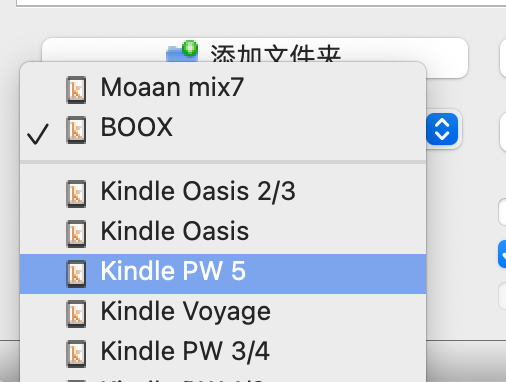 添加文件夹
Moaan mix7
BOOX
Kindle Oasis 2/3
Kindle Oasis
Kindle PW 5
Kindle Voyage
Kindle PW 3/4